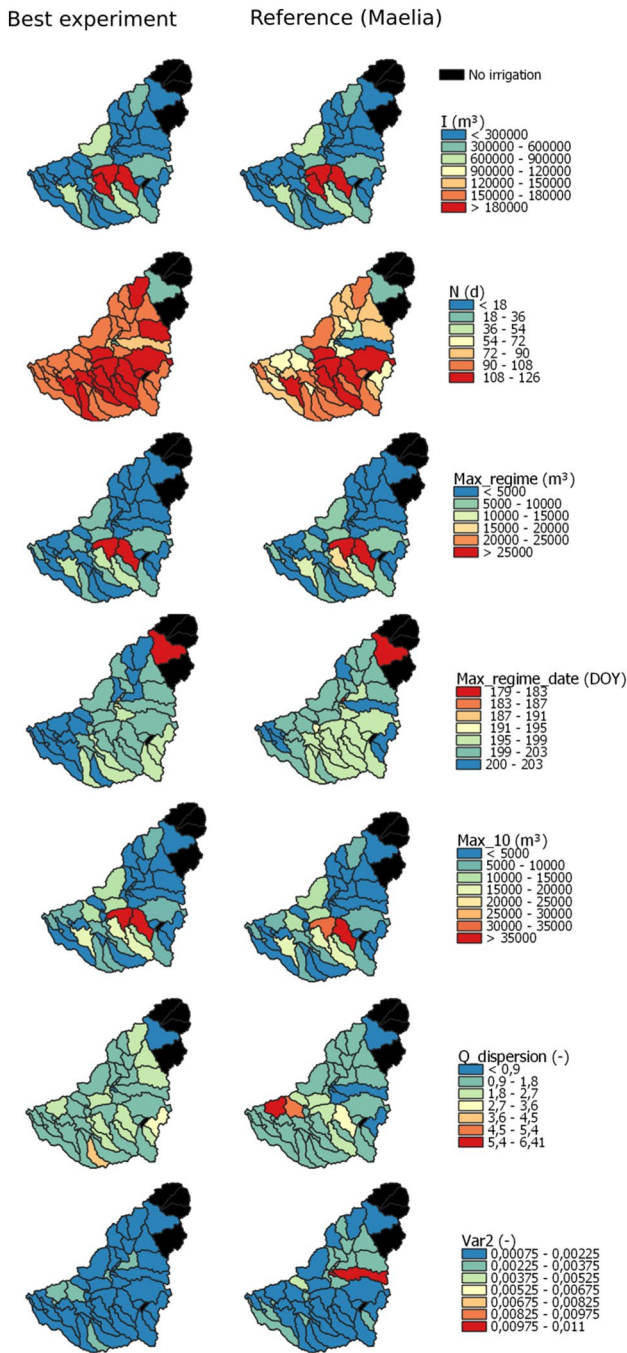 Best experiment
Reference (Maelia)
No irrigation
I (m³)
< 300000
300000 - 600000
600000 - 900000
900000 - 120000
120000 - 150000
150000 - 180000
> 180000
N (d)
< 18
18 - 36
36 - 54
54 - 72
72 - 90
90 - 108
108 - 126
Max_regime (m³)
< 5000
5000 - 10000
10000 - 15000
15000 - 20000
20000 - 25000
> 25000
Max_regime_date (DOY)
179 - 183
183 - 187
187 - 191
191 - 195
195 - 199
199 - 203
200 - 203
Max_10 (m³)
< 5000
5000 - 10000
10000 - 15000
15000 - 20000
20000 - 25000
25000 - 30000
30000 - 35000
> 35000
Q_dispersion (-)
< 0,9
0,9 - 1,8
1,8 - 2,7
2,7 - 3,6
3,6 - 4,5
4,5 - 5,4
5,4 - 6,41
Var2 (-)
0,00075 - 0,00225
0,00225 - 0,00375
0,00375 - 0,00525
0,00525 - 0,00675
0,00675 - 0,00825
0,00825 - 0,00975
0,00975 - 0,011